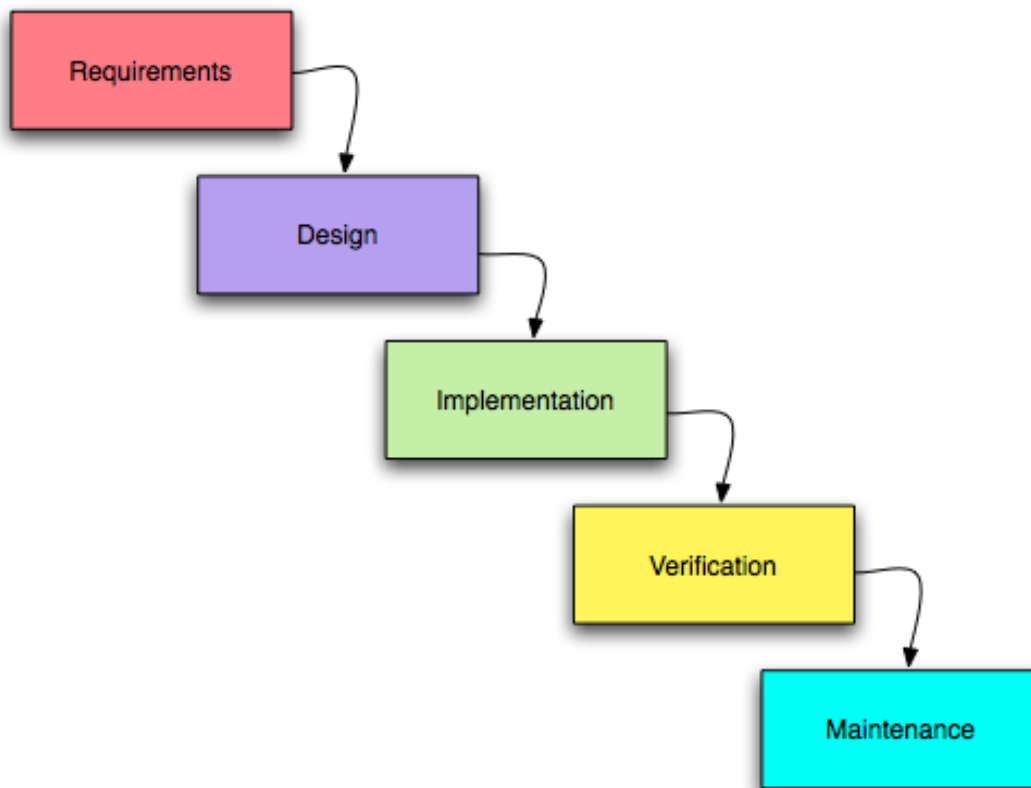 Requirements
Design
Implementation
Verification
Maintenance